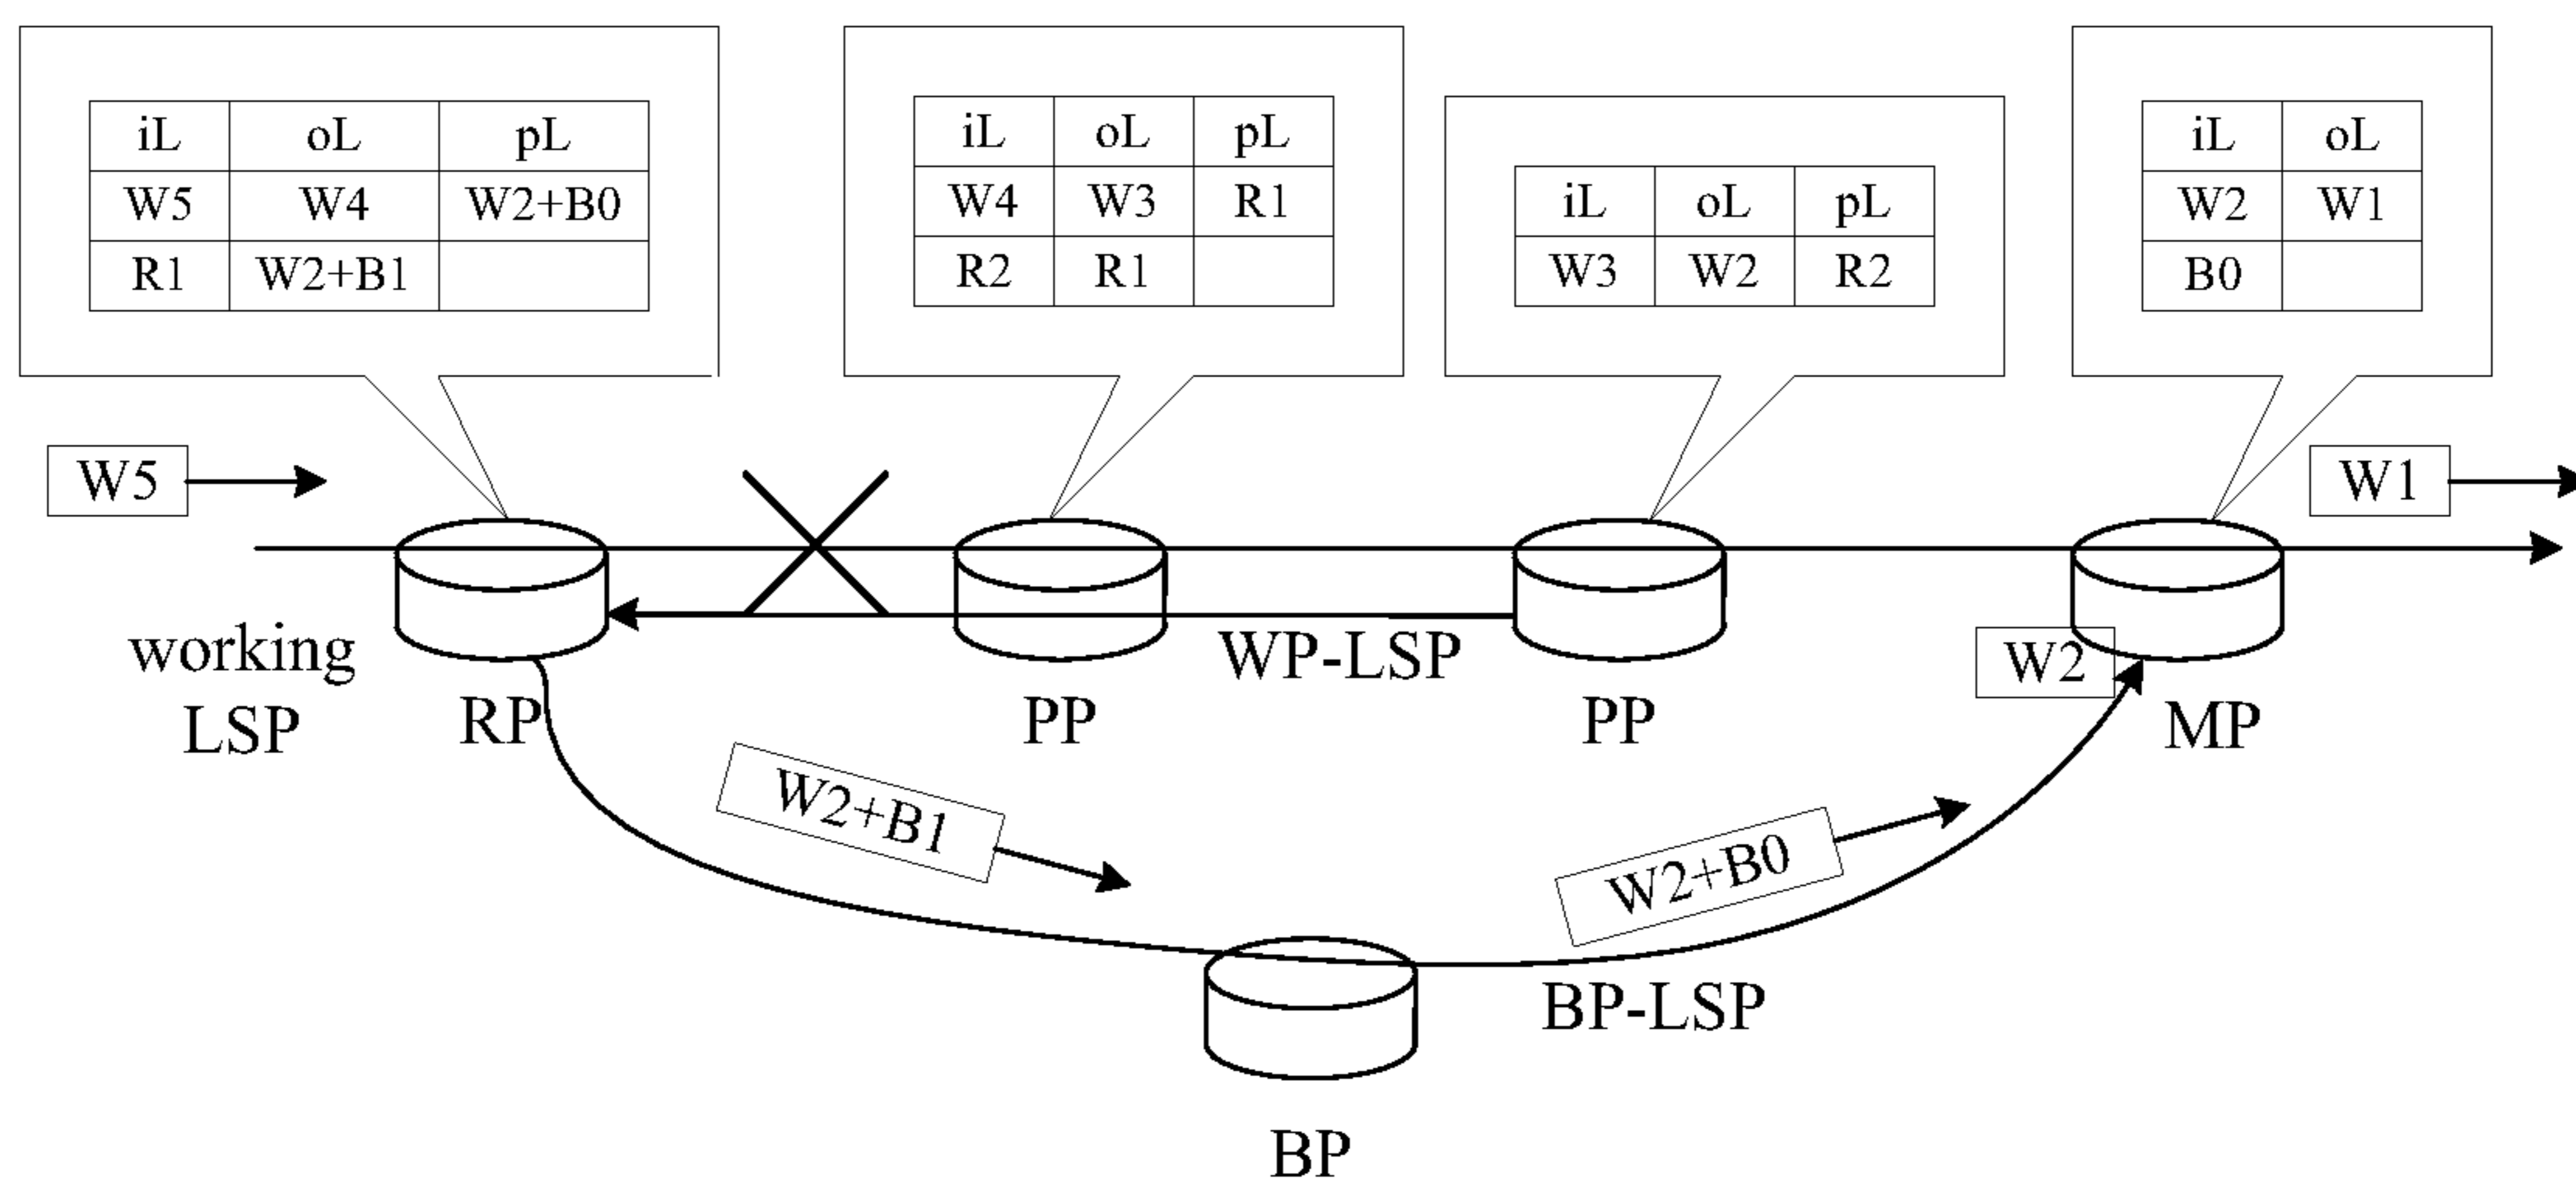 iL oL pL
W5 W4 W2+B0
R1 W2+B1
iL oL pL
W4 W3 R1
R2 R1
iL oL pL
W3 W2 R2
iL oL
W2 W1
B0
W5
W1
working
LSP
RP
PP
WP-LSP
PP
W2
MP
W2+B1
W2+B0
BP-LSP
BP